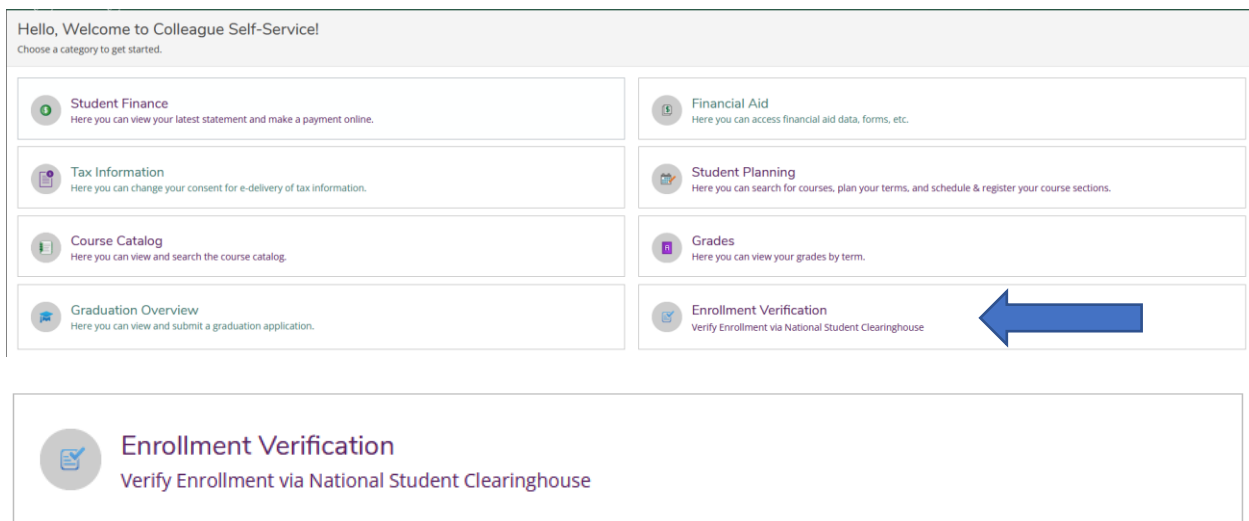 Hello, Welcome to Colleague Self-Service!
Choose a category to get started.
Student Finance
Here you can view your latest statement and make a payment online.
Financial Aid
Here you can access financial aid data, forms, etc.
Tax Information
Here you can change your consent for e-delivery of tax information.
Student Planning
Here you can search for courses, plan your terms, and schedule & register your course sections.
Course Catalog
Here you can view and search the course catalog.
Grades
Here you can view your grades by term.
Graduation Overview
Here you can view and submit a graduation application.
Enrollment Verification
Verify Enrollment via National Student Clearinghouse
Enrollment Verification
Verify Enrollment via National Student Clearinghouse